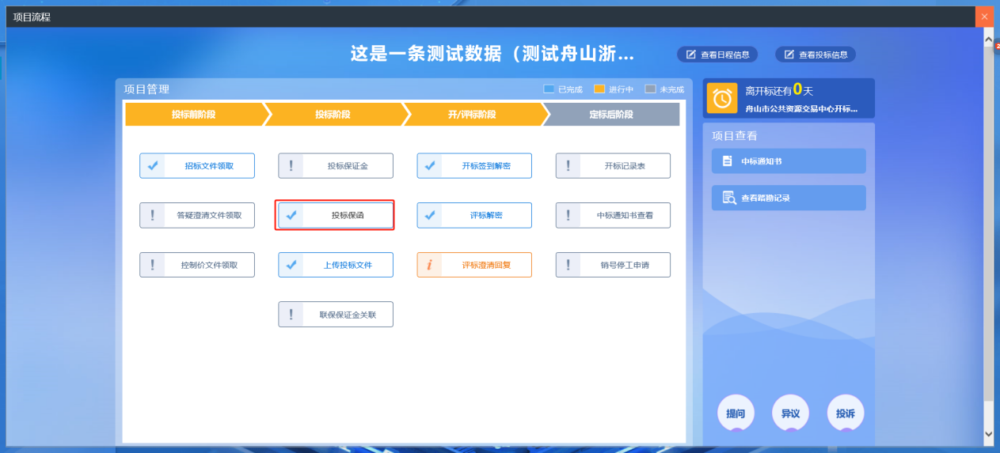 项目流程
这是一条测试数据（测试舟山浙...
查看日程信息
查看投标信息
项目管理
已完成
进行中
未完成
投标前阶段
投标阶段
开/评标阶段
定标后阶段
招标文件领取
投标保证金
开标签到解密
开标记录表
答疑澄清文件领取
投标保函
评标解密
中标通知书查看
控制价文件领取
上传投标文件
评标澄清回复
销号停工申请
联保保证金关联
离开标还有0天
舟山市公共资源交易中心开标...
项目查看
中标通知书
查看踏勘记录
提问
异议
投诉